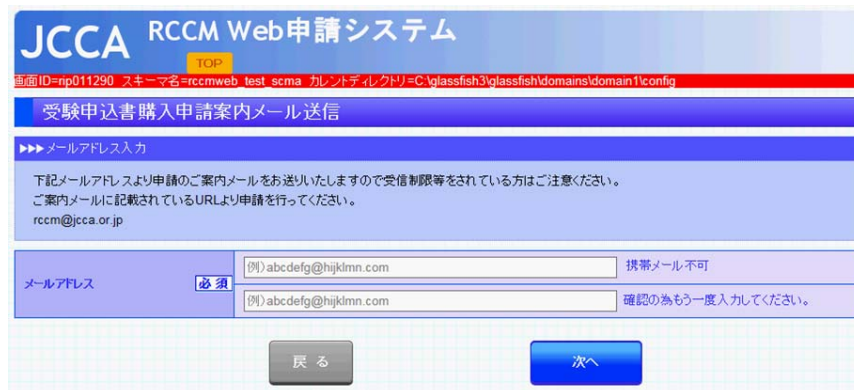 JCCA RCCM Web申請システム
TOP
画面ID=rip011290 スキーマ名=rccmweb_test_scma カレントディレクトリ=C:\glassfish3\glassfish\domains\domain1\config
受験申込書購入申請案内メール送信
▶▶▶メールアドレス入力
下記メールアドレスより申請のご案内メールをお送りいたしますので受信制限等をされている方はご注意ください。
ご案内メールに記載されているURLより申請を行ってください。
rccm@jcca.or.jp
メールアドレス 必須
例)abcdefg@hijklmn.com 携帯メール不可
例)abcdefg@hijklmn.com 確認の為もう一度入力してください。
戻る 次へ